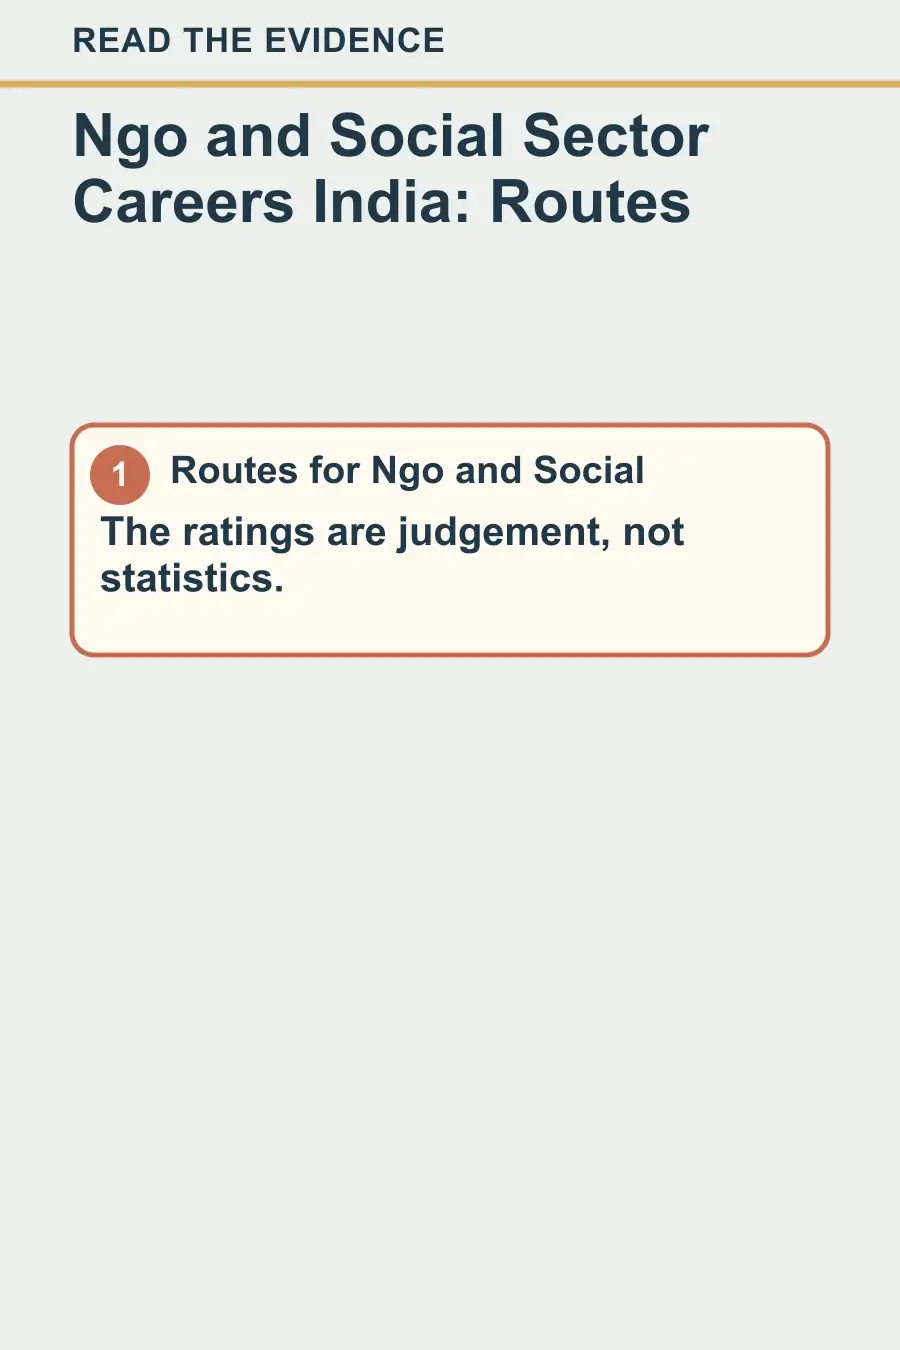 READ THE EVIDENCE
Ngo and Social Sector
Careers India: Routes
1 Routes for Ngo and Social
The ratings are judgement, not
statistics.